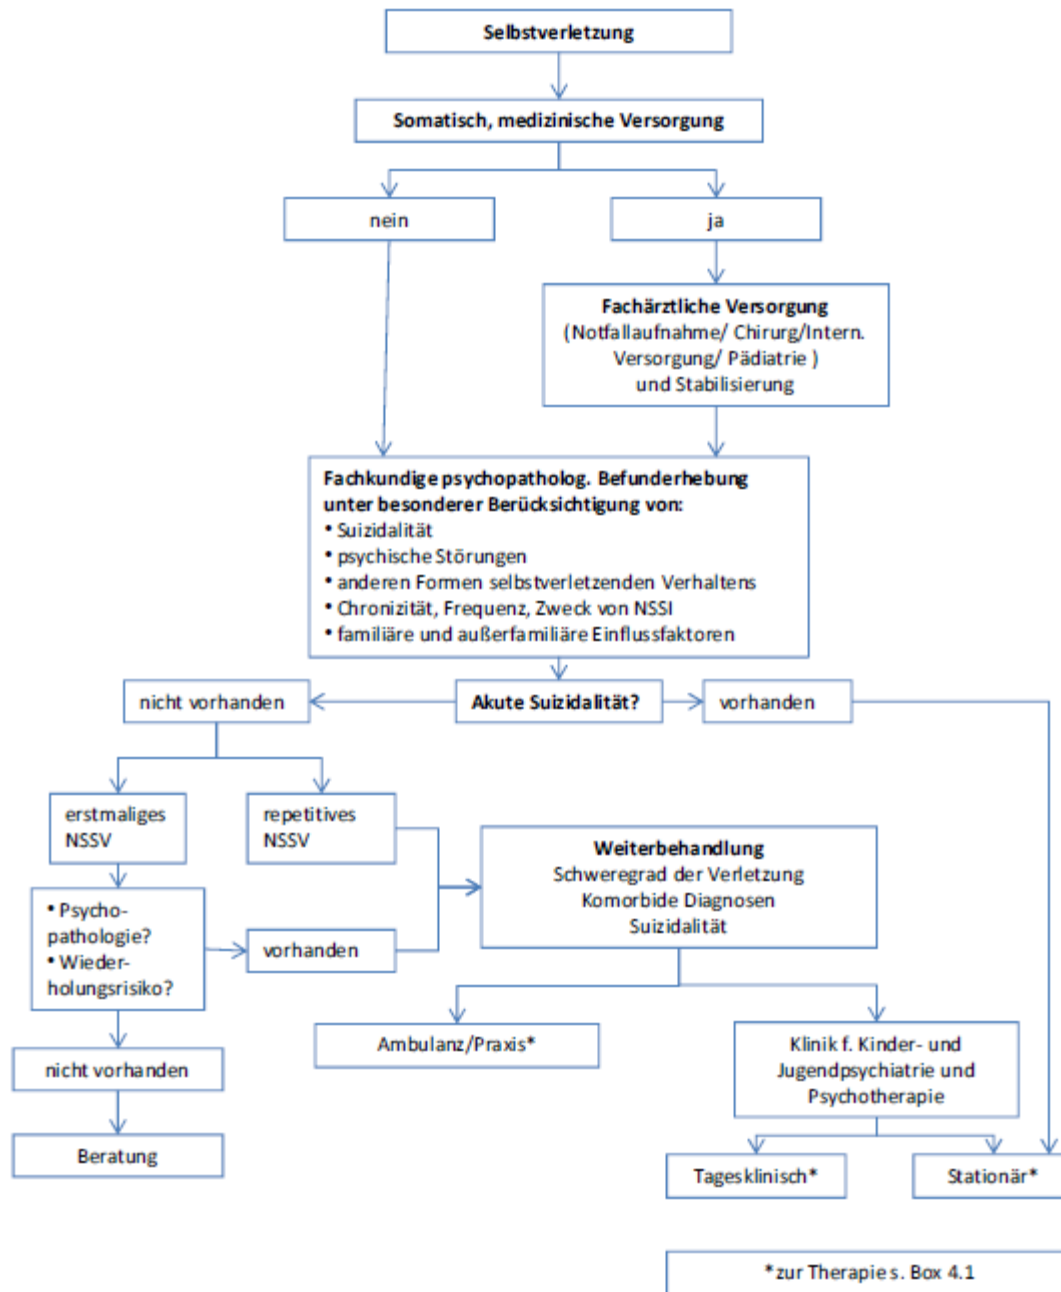 Selbstverletzung
Somatisch, medizinische Versorgung
nein
ja
Fachärztliche Versorgung
(Notfallaufnahme/ Chirurg/Intern.
Versorgung/ Pädiatrie )
und Stabilisierung
Fachkundige psychopatholog. Befunderhebung
unter besonderer Berücksichtigung von:
• Suizidalität
• psychische Störungen
• anderen Formen selbstverletzenden Verhaltens
• Chronizität, Frequenz, Zweck von NSSI
• familiäre und außerfamiliäre Einflussfaktoren
nicht vorhanden
Akute Suizidalität?
vorhanden
erstmaliges
NSSV
repetitives
NSSV
Weiterbehandlung
Schweregrad der Verletzung
Komorbide Diagnosen
Suizidalität
• Psycho-
pathologie?
• Wieder-
holungsrisiko?
vorhanden
Ambulanz/Praxis*
Klinik f. Kinder- und
Jugendpsychiatrie und
Psychotherapie
nicht vorhanden
Beratung
Tagesklinisch*
Stationär*
*zur Therapie s. Box 4.1